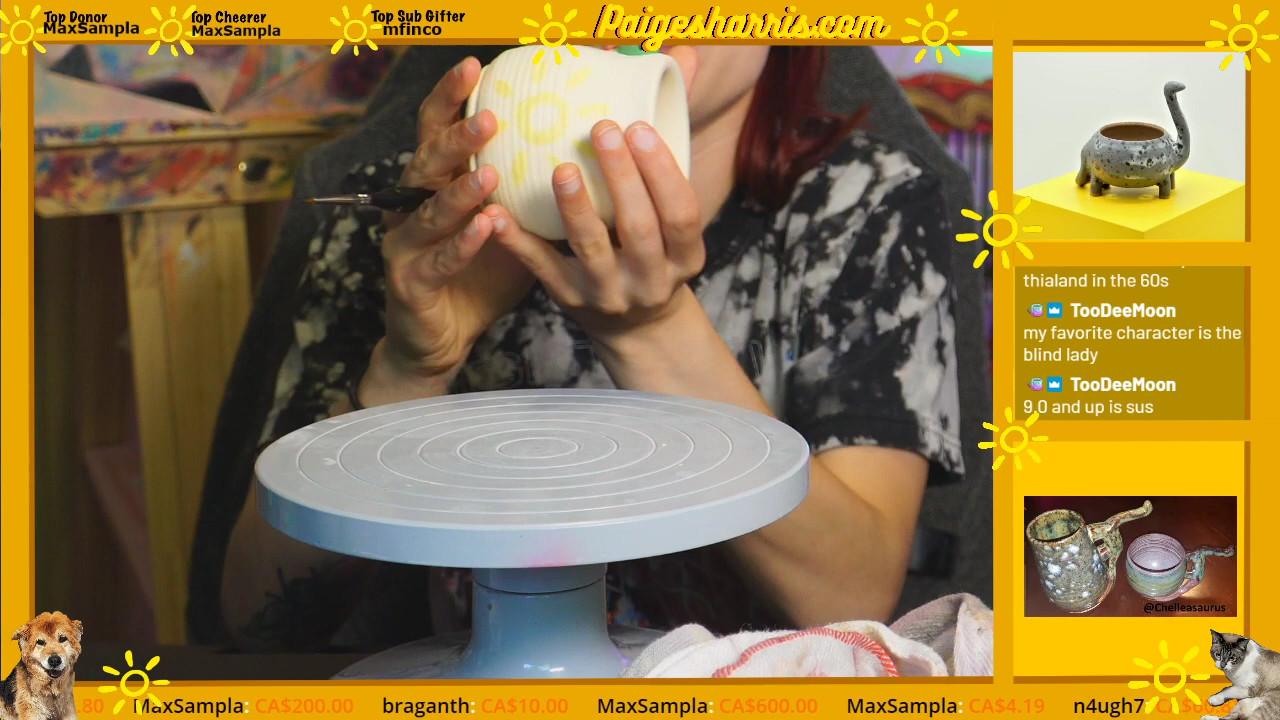 Top Donor
MaxSampla
Top Cheerer
MaxSampla
Top Sub Gifter
mfinco
Paigesharris.com
thialand in the 60s
TooDeeMoon
my favorite character is the
blind lady
TooDeeMoon
9.0 and up is sus
@Chelleasaurus
.80 MaxSampla: CA$200.00 braganth: CA$10.00 MaxSampla: CA$600.00 MaxSampla: CA$4.19 n4ugh7